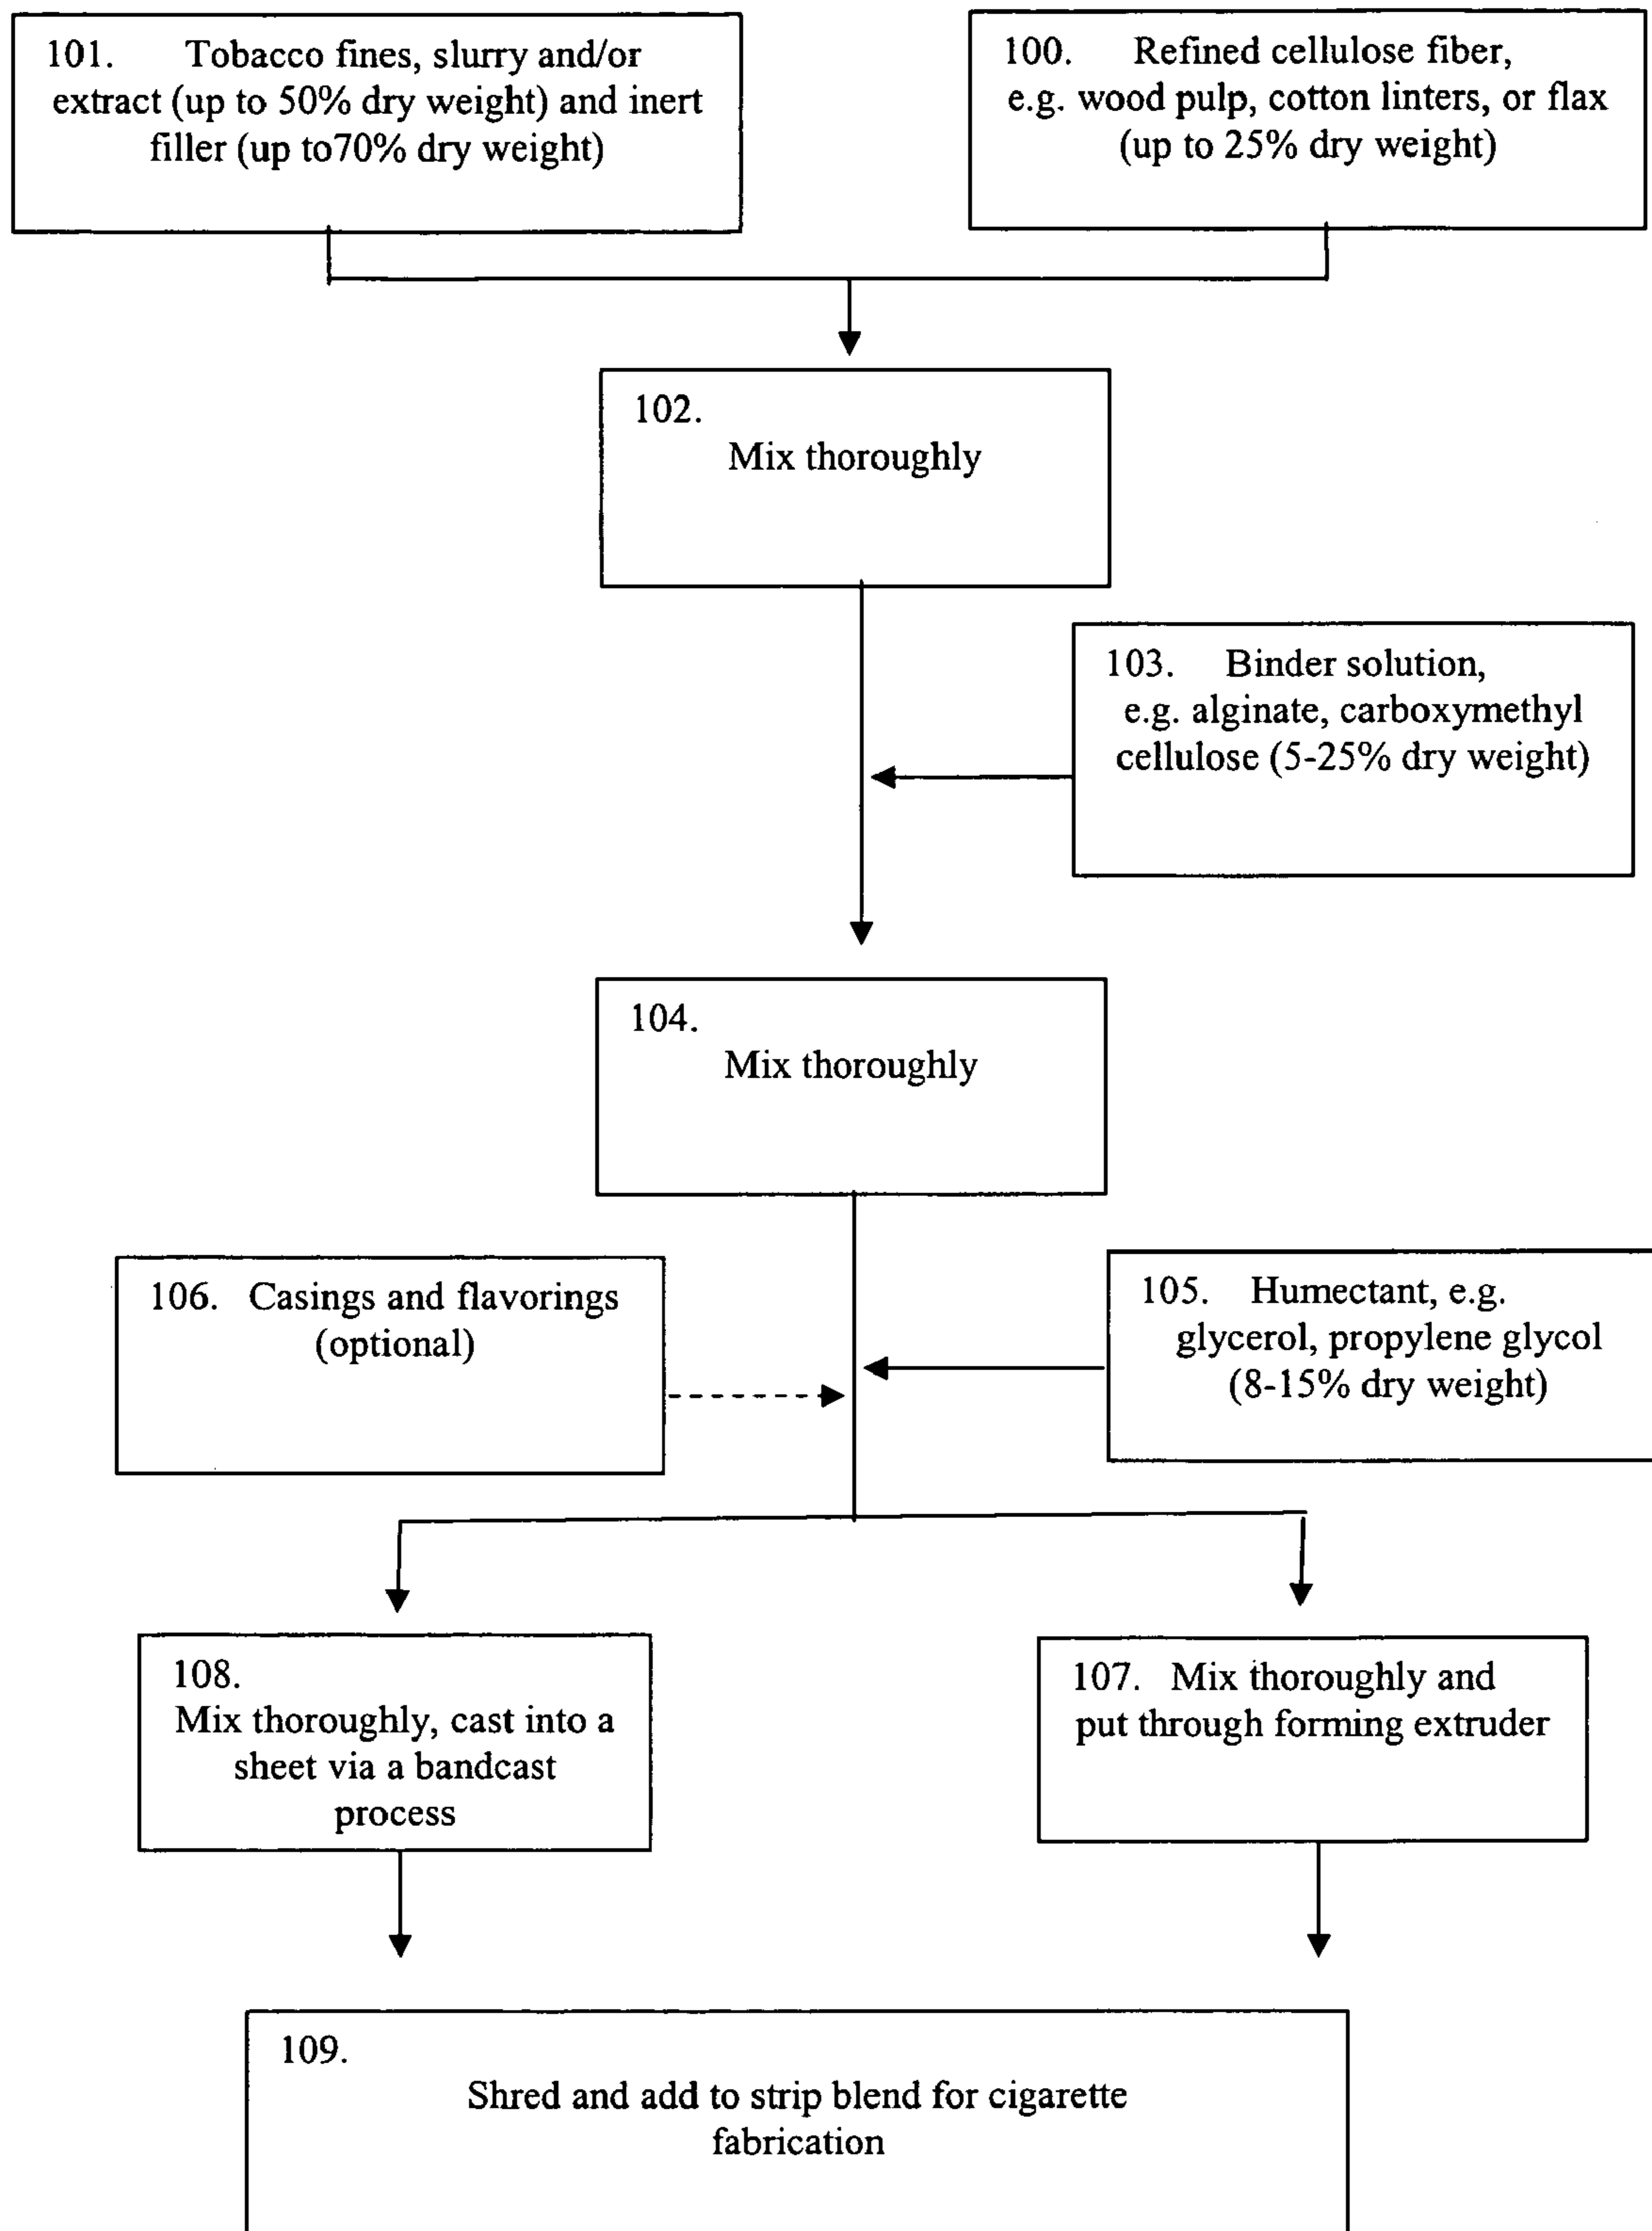 101. Tobacco fines, slurry and/or
extract (up to 50% dry weight) and inert
filler (up to70% dry weight)
100. Refined cellulose fiber,
e.g. wood pulp, cotton linters, or flax
(up to 25% dry weight)
102.
Mix thoroughly
103. Binder solution,
e.g. alginate, carboxymethyl
cellulose (5-25% dry weight)
104.
Mix thoroughly
106. Casings and flavorings
(optional)
105. Humectant, e.g.
glycerol, propylene glycol
(8-15% dry weight)
108.
Mix thoroughly, cast into a
sheet via a bandcast
process
107. Mix thoroughly and
put through forming extruder
109.
Shred and add to strip blend for cigarette
fabrication